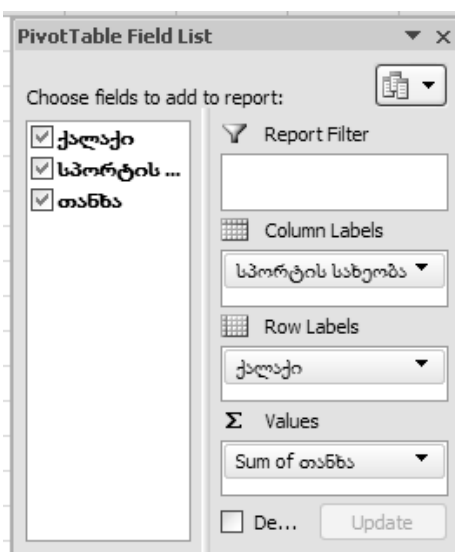 PivotTable Field List
Choose fields to add to report:
ქალაქი
სპორტის ...
თანხა
Report Filter
Column Labels
სპორტის სახეობა
Row Labels
ქალაქი
Σ Values
Sum of თანხა
De...
Update